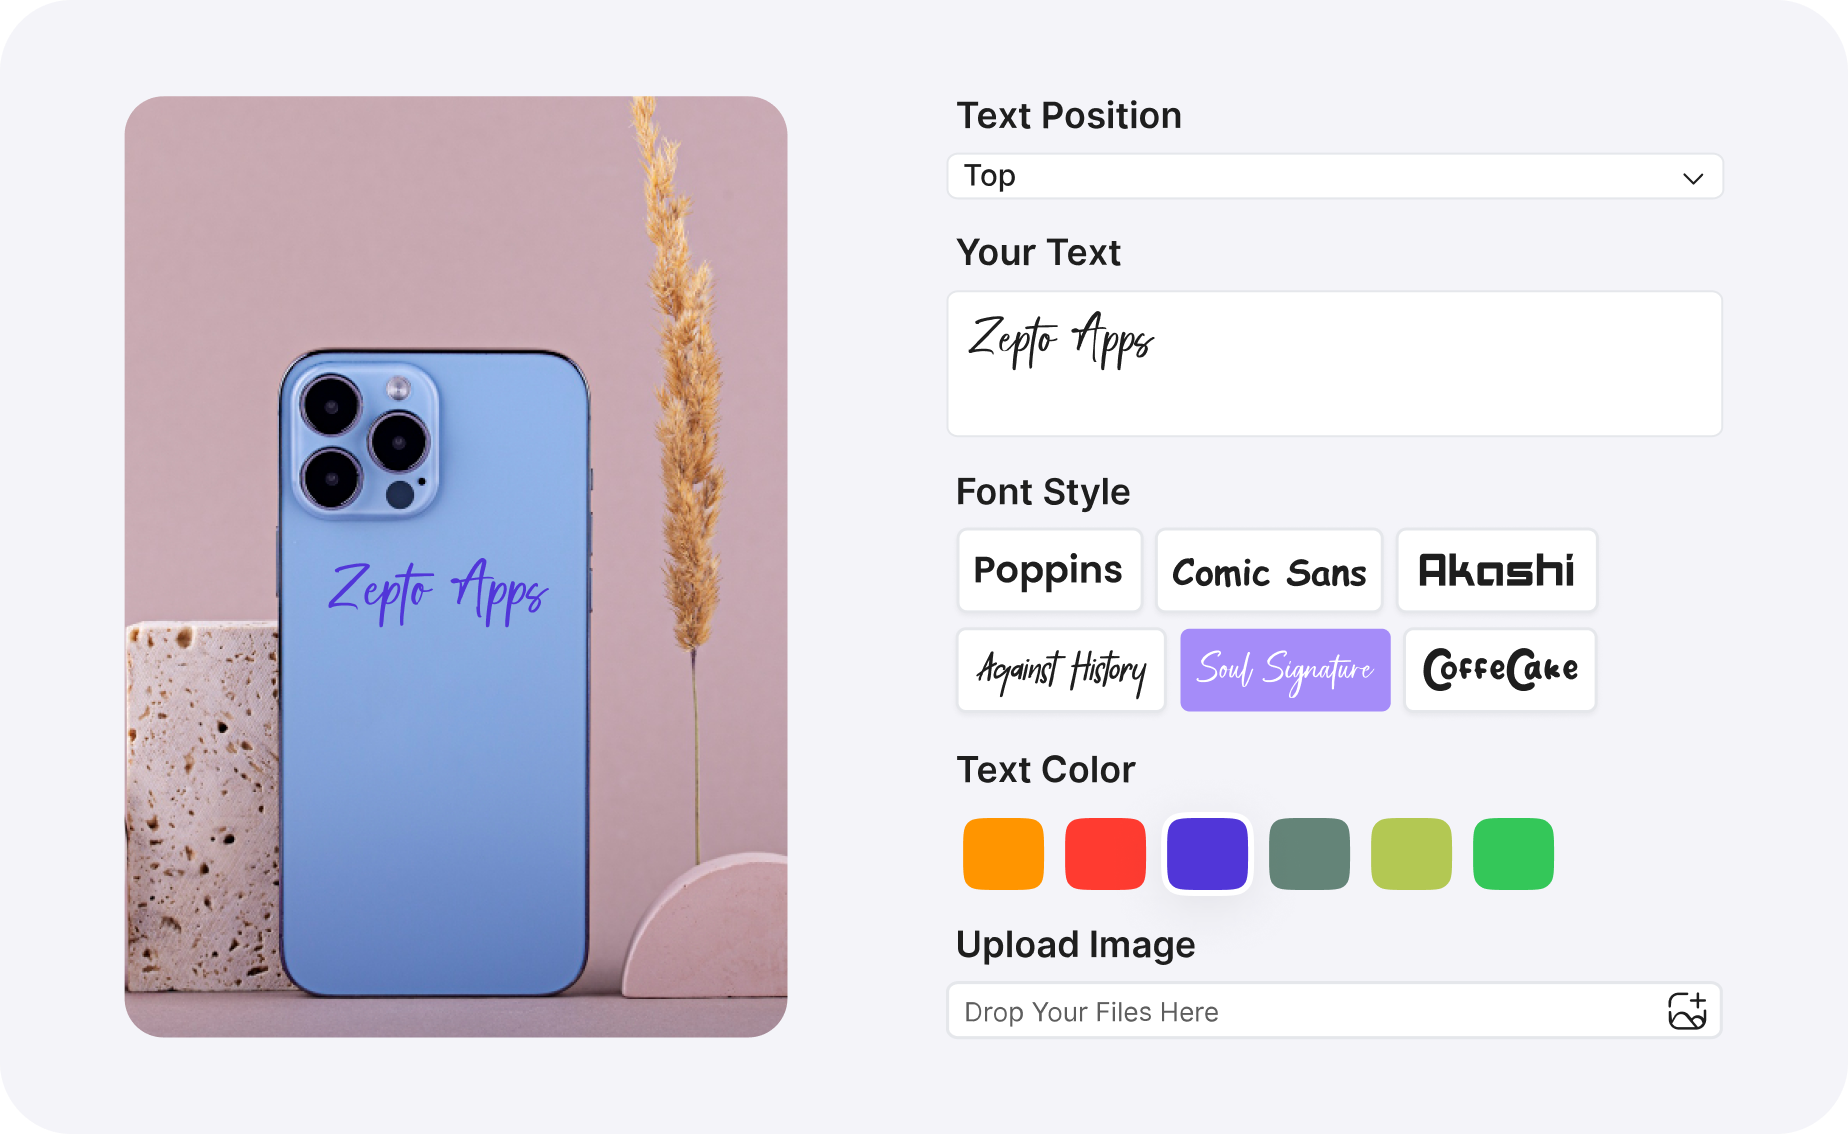 Zepto Apps
Text Position
Top
Your Text
Zepto Apps
Font Style
Poppins Comic Sans Akashi
Against History Soul Signature CoffeCake
Text Color
Upload Image
Drop Your Files Here